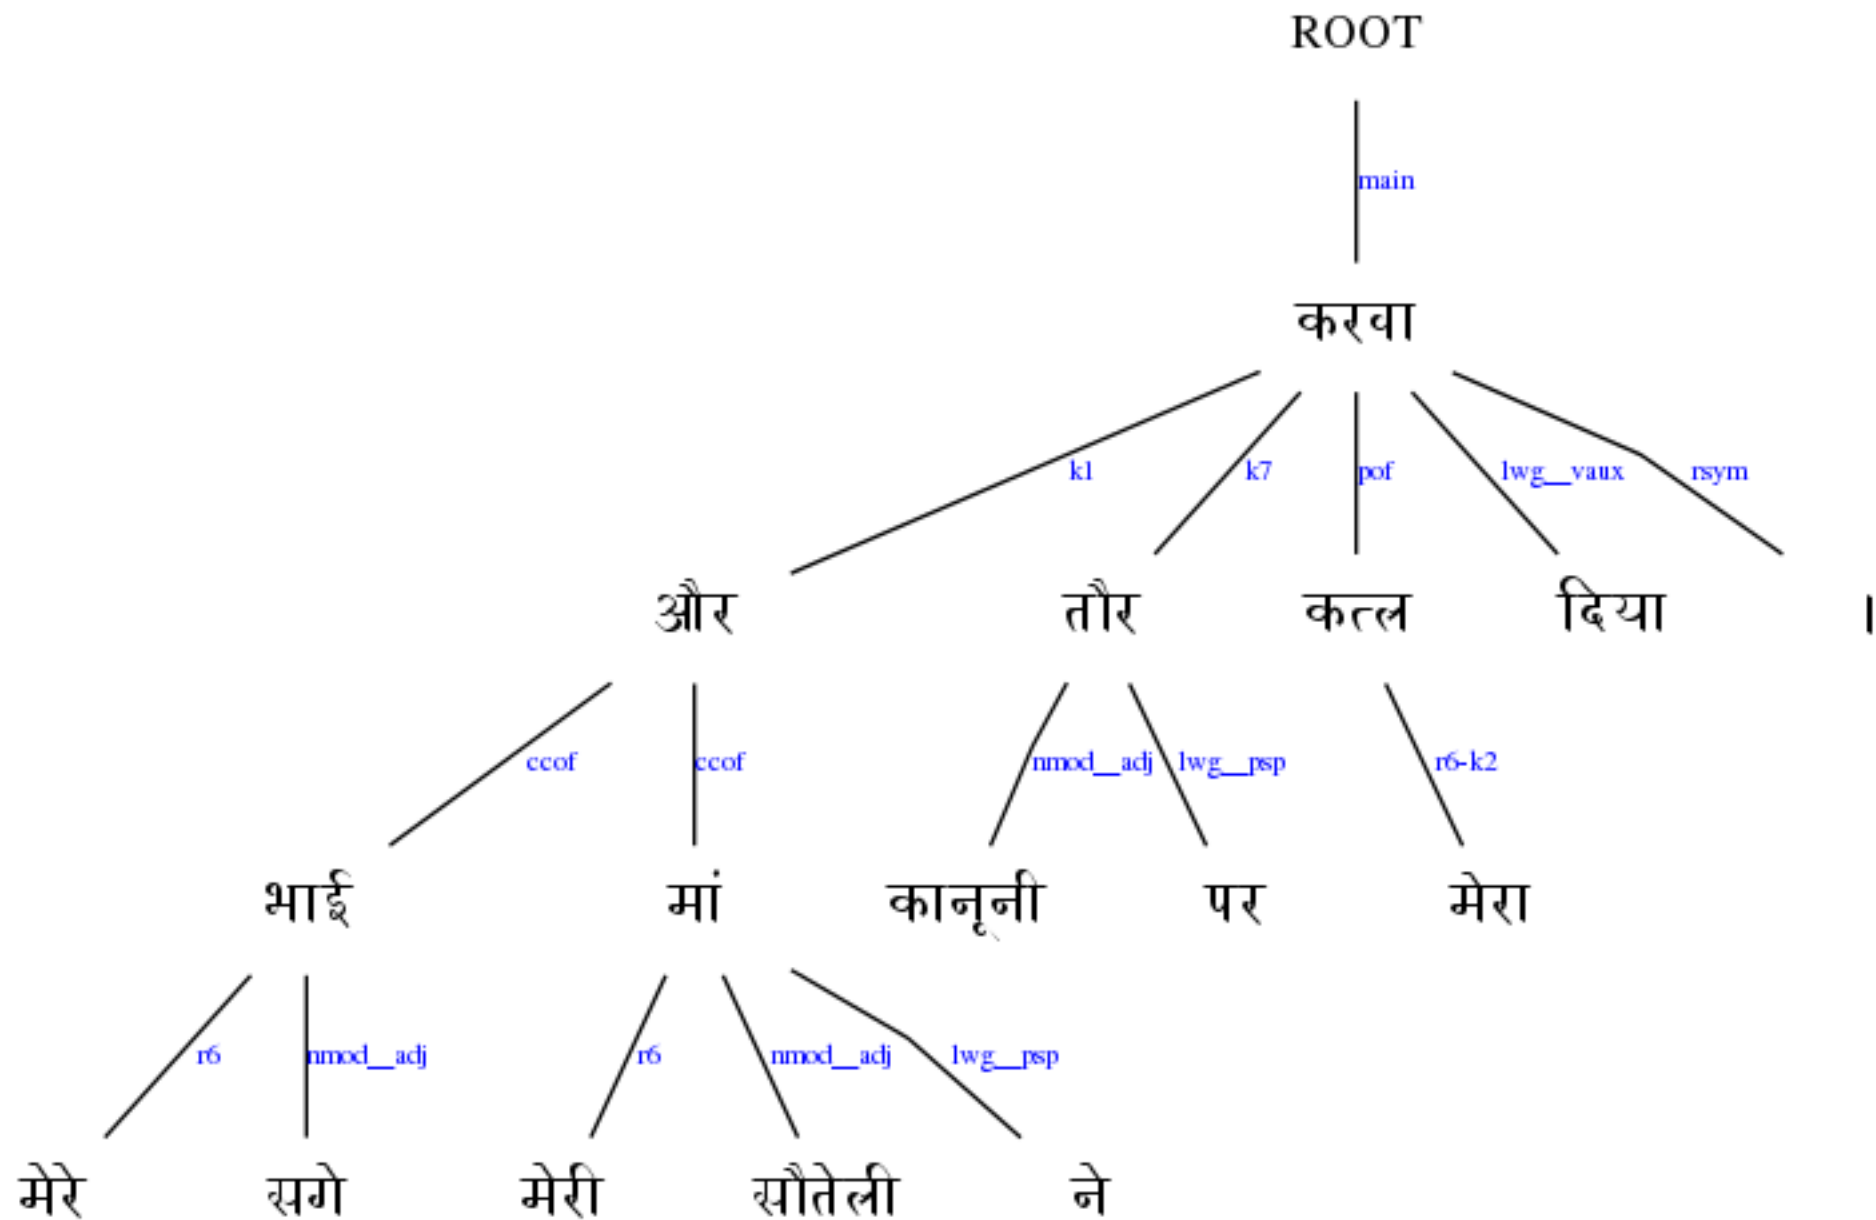 ROOT
main
करवा
k1 k7 pof lwg__vaux rsym
और तौर कत्ल दिया ।
ccof ccof nmod__adj lwg__psp r6-k2
भाई मां कानूनी पर मेरा
r6 nmod__adj r6 nmod__adj lwg__psp
मेरे सगे मेरी सौतेली ने